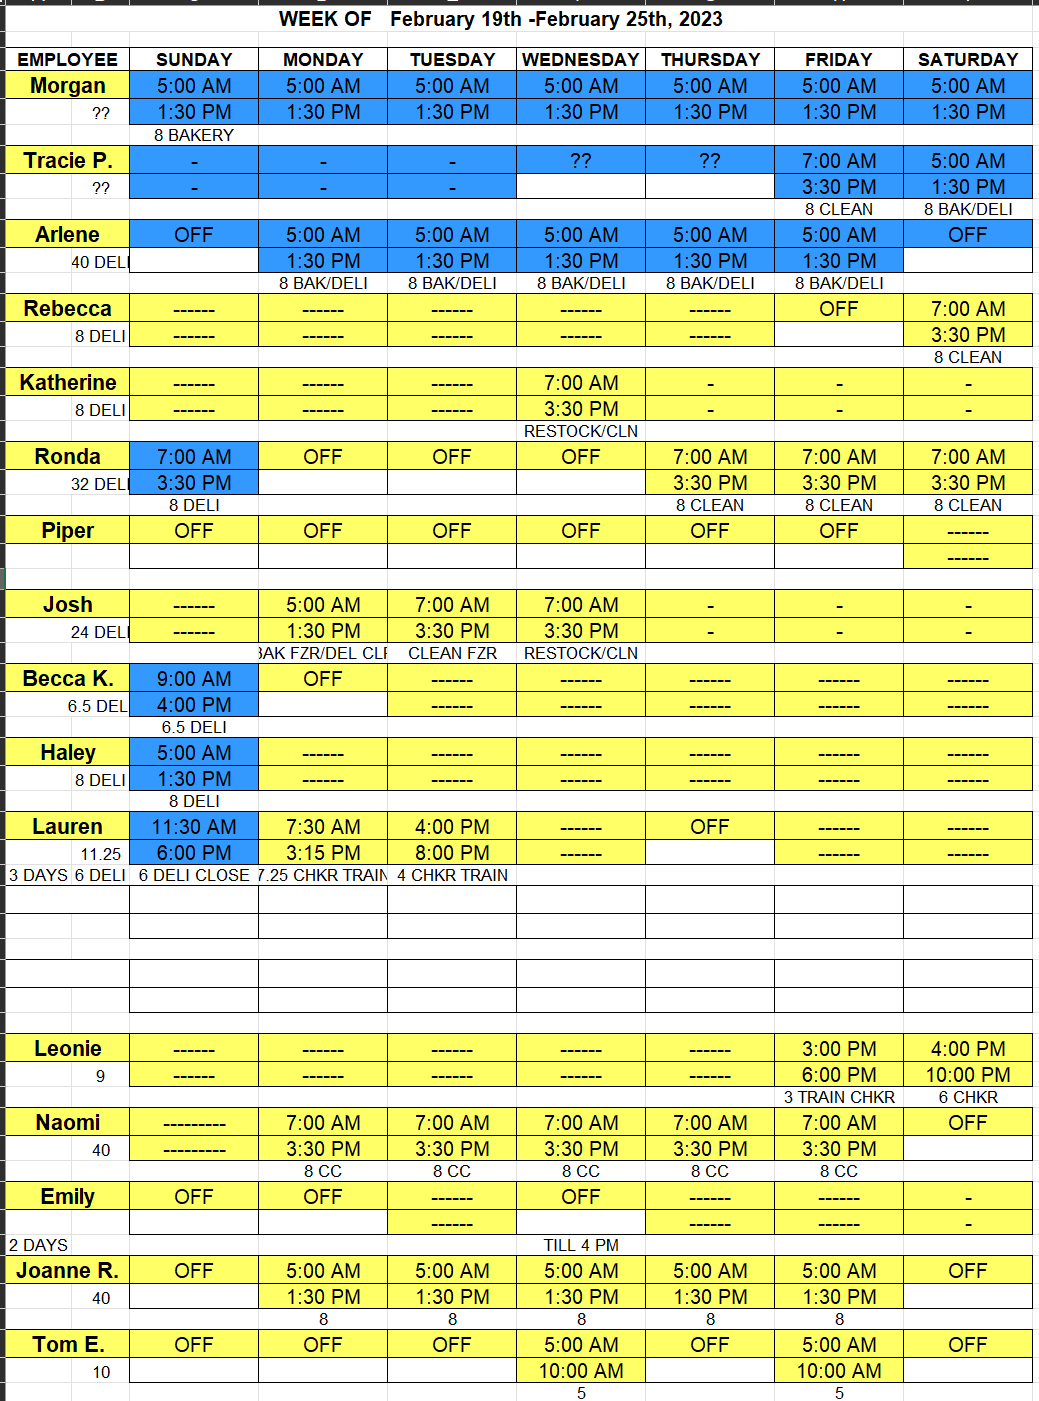 WEEK OF February 19th -February 25th, 2023
EMPLOYEE SUNDAY MONDAY TUESDAY WEDNESDAY THURSDAY FRIDAY SATURDAY
Morgan 5:00 AM 5:00 AM 5:00 AM 5:00 AM 5:00 AM 5:00 AM 5:00 AM
?? 1:30 PM 1:30 PM 1:30 PM 1:30 PM 1:30 PM 1:30 PM 1:30 PM
8 BAKERY
Tracie P. - - - ?? ?? 7:00 AM 5:00 AM
?? - - - 3:30 PM 1:30 PM
8 CLEAN 8 BAK/DELI
Arlene OFF 5:00 AM 5:00 AM 5:00 AM 5:00 AM 5:00 AM OFF
40 DELI 1:30 PM 1:30 PM 1:30 PM 1:30 PM 1:30 PM
8 BAK/DELI 8 BAK/DELI 8 BAK/DELI 8 BAK/DELI 8 BAK/DELI
Rebecca ------ ------ ------ ------ ------ OFF 7:00 AM
8 DELI ------ ------ ------ ------ ------ 3:30 PM
8 CLEAN
Katherine ------ ------ ------ 7:00 AM - - -
8 DELI ------ ------ ------ 3:30 PM - - -
RESTOCK/CLN
Ronda 7:00 AM OFF OFF OFF 7:00 AM 7:00 AM 7:00 AM
32 DELI 3:30 PM 3:30 PM 3:30 PM 3:30 PM
8 DELI 8 CLEAN 8 CLEAN 8 CLEAN
Piper OFF OFF OFF OFF OFF OFF ------
------
Josh ------ 5:00 AM 7:00 AM 7:00 AM - - -
24 DELI ------ 1:30 PM 3:30 PM 3:30 PM - - -
BAK FZR/DEL CLE CLEAN FZR RESTOCK/CLN
Becca K. 9:00 AM OFF ------ ------ ------ ------ ------
6.5 DEL 4:00 PM ------ ------ ------ ------ ------
6.5 DELI
Haley 5:00 AM ------ ------ ------ ------ ------ ------
8 DELI 1:30 PM ------ ------ ------ ------ ------ ------
8 DELI
Lauren 11:30 AM 7:30 AM 4:00 PM ------ OFF ------ ------
11.25 6:00 PM 3:15 PM 8:00 PM ------ ------ ------
3 DAYS 6 DELI 6 DELI CLOSE 7.25 CHKR TRAIN 4 CHKR TRAIN
Leonie ------ ------ ------ ------ ------ 3:00 PM 4:00 PM
9 ------ ------ ------ ------ ------ 6:00 PM 10:00 PM
3 TRAIN CHKR 6 CHKR
Naomi --------- 7:00 AM 7:00 AM 7:00 AM 7:00 AM 7:00 AM OFF
40 --------- 3:30 PM 3:30 PM 3:30 PM 3:30 PM 3:30 PM
8 CC 8 CC 8 CC 8 CC 8 CC
Emily OFF OFF ------ OFF ------ ------ -
------ ------ ------ -
2 DAYS TILL 4 PM
Joanne R. OFF 5:00 AM 5:00 AM 5:00 AM 5:00 AM 5:00 AM OFF
40 1:30 PM 1:30 PM 1:30 PM 1:30 PM 1:30 PM
8 8 8 8 8
Tom E. OFF OFF OFF 5:00 AM OFF 5:00 AM OFF
10 10:00 AM 10:00 AM
5 5